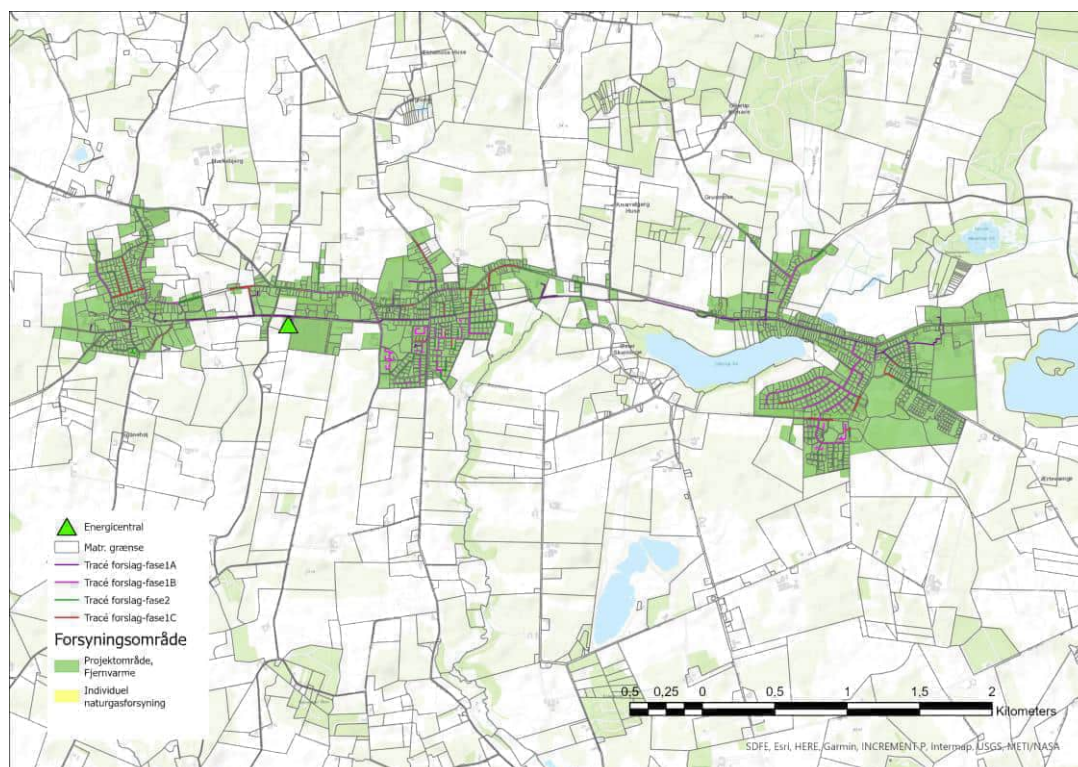 Energicentral
Matr. grænse
Tracé forslag-fase1A
Tracé forslag-fase1B
Tracé forslag-fase2
Tracé forslag-fase1C
Forsyningsområde
Projektområde,
Fjernvarme
Individuel
naturgasforsyning
0,5 0,25 0 0,5 1 1,5 2
Kilometers
SDFE, Esri, HERE, Garmin, INCREMENT P, Intermap, USGS, METI/NASA